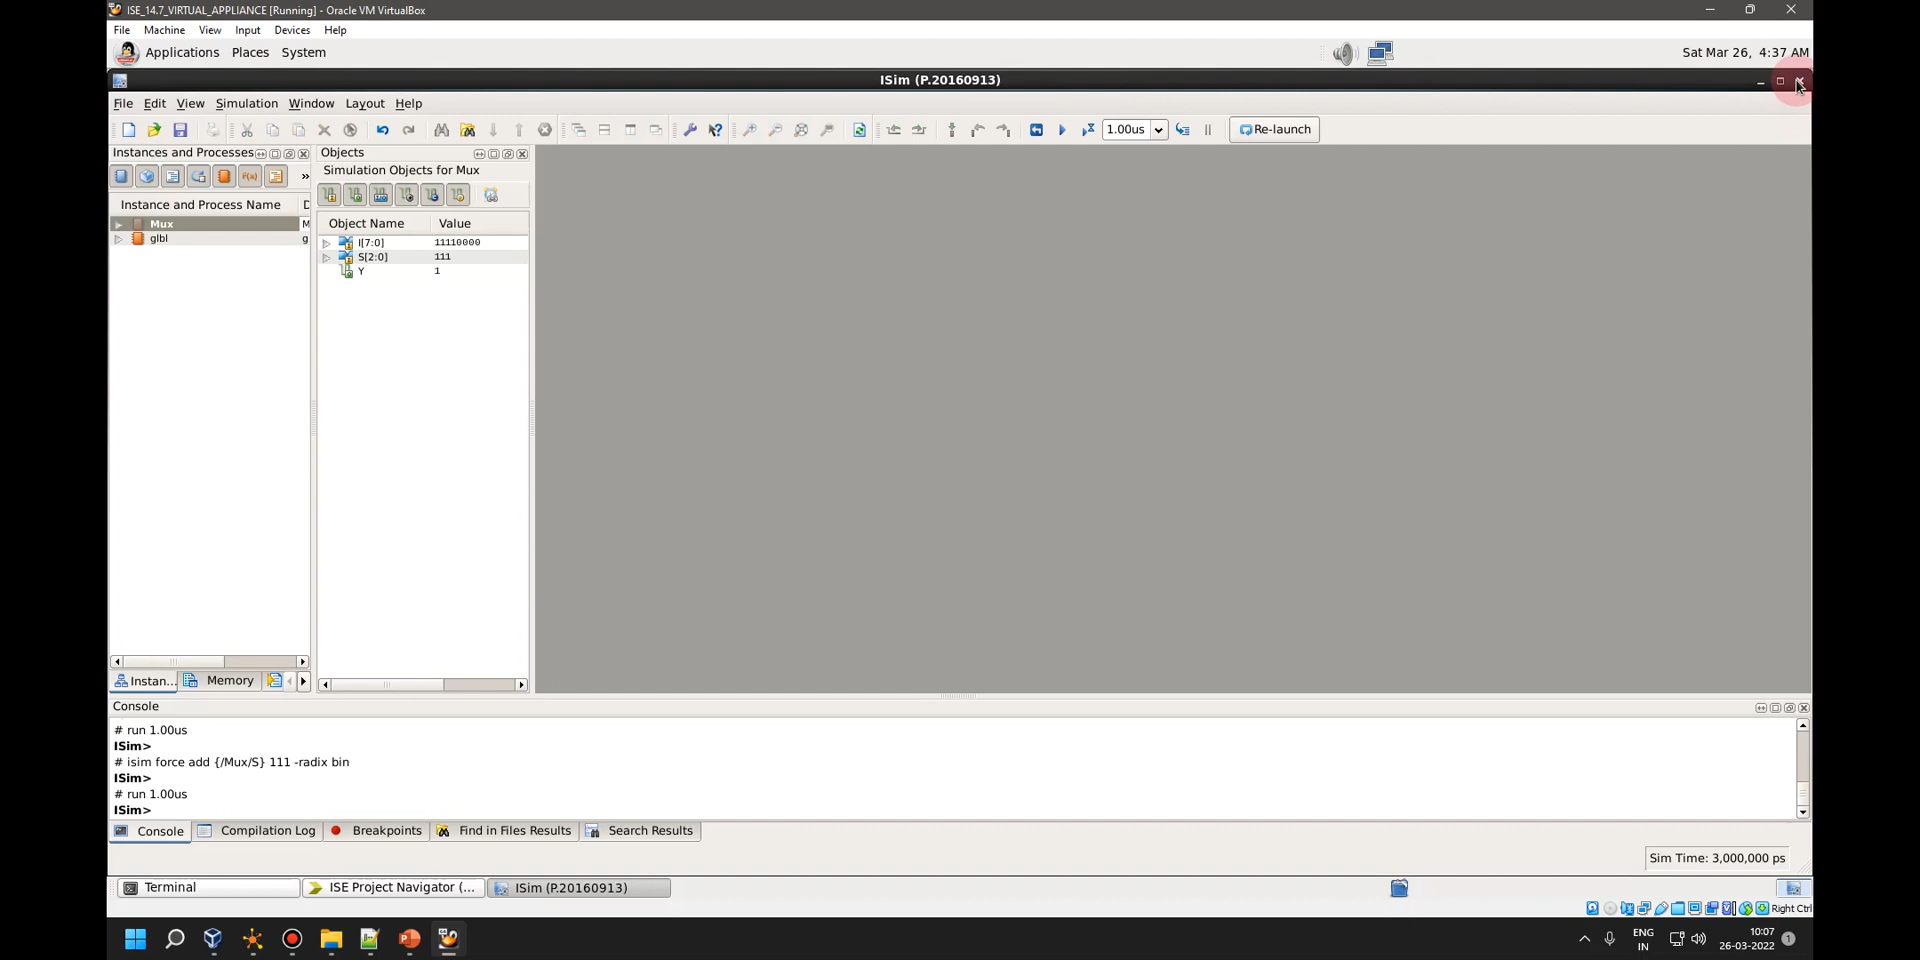 ISE_14.7_VIRTUAL_APPLIANCE [Running] - Oracle VM VirtualBox
File Machine View Input Devices Help
Applications Places System Sat Mar 26, 4:37 AM
ISim (P.20160913)
File Edit View Simulation Window Layout Help
1.00us Re-launch
Instances and Processes Objects
Simulation Objects for Mux
F(x) »
Instance and Process Name D Object Name Value
Mux M
glbl g
I[7:0] 11110000
S[2:0] 111
Y 1
Instan... Memory
Console
# run 1.00us
ISim>
# isim force add {/Mux/S} 111 -radix bin
ISim>
# run 1.00us
ISim>
Console Compilation Log Breakpoints Find in Files Results Search Results
Sim Time: 3,000,000 ps
Terminal ISE Project Navigator (... ISim (P.20160913)
Right Ctrl
ENG 10:07
IN 26-03-2022 1